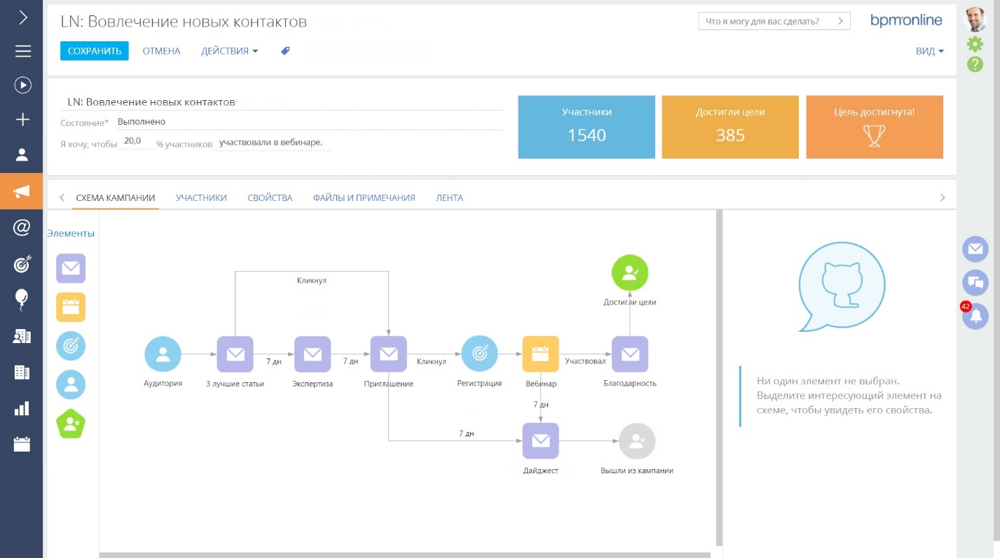 LN: Вовлечение новых контактов
Что я могу для вас сделать?
bpm'online
СОХРАНИТЬ
ОТМЕНА
ДЕЙСТВИЯ
ВИД
LN: Вовлечение новых контактов
Состояние* Выполнено
Я хочу, чтобы 20,0 % участников участвовали в вебинаре.
Участники
1540
Достигли цели
385
Цель достигнута!
СХЕМА КАМПАНИИ
УЧАСТНИКИ
СВОЙСТВА
ФАЙЛЫ И ПРИМЕЧАНИЯ
ЛЕНТА
Элементы
Кликнул
Достигли цели
7 дн
7 дн
Кликнул
Участвовал
Аудитория
3 лучшие статьи
Экспертиза
Приглашение
Регистрация
Вебинар
Благодарность
7 дн
7 дн
Дайджест
Вышли из кампании
Ни один элемент не выбран.
Выделите интересующий элемент на
схеме, чтобы увидеть его свойства.
42